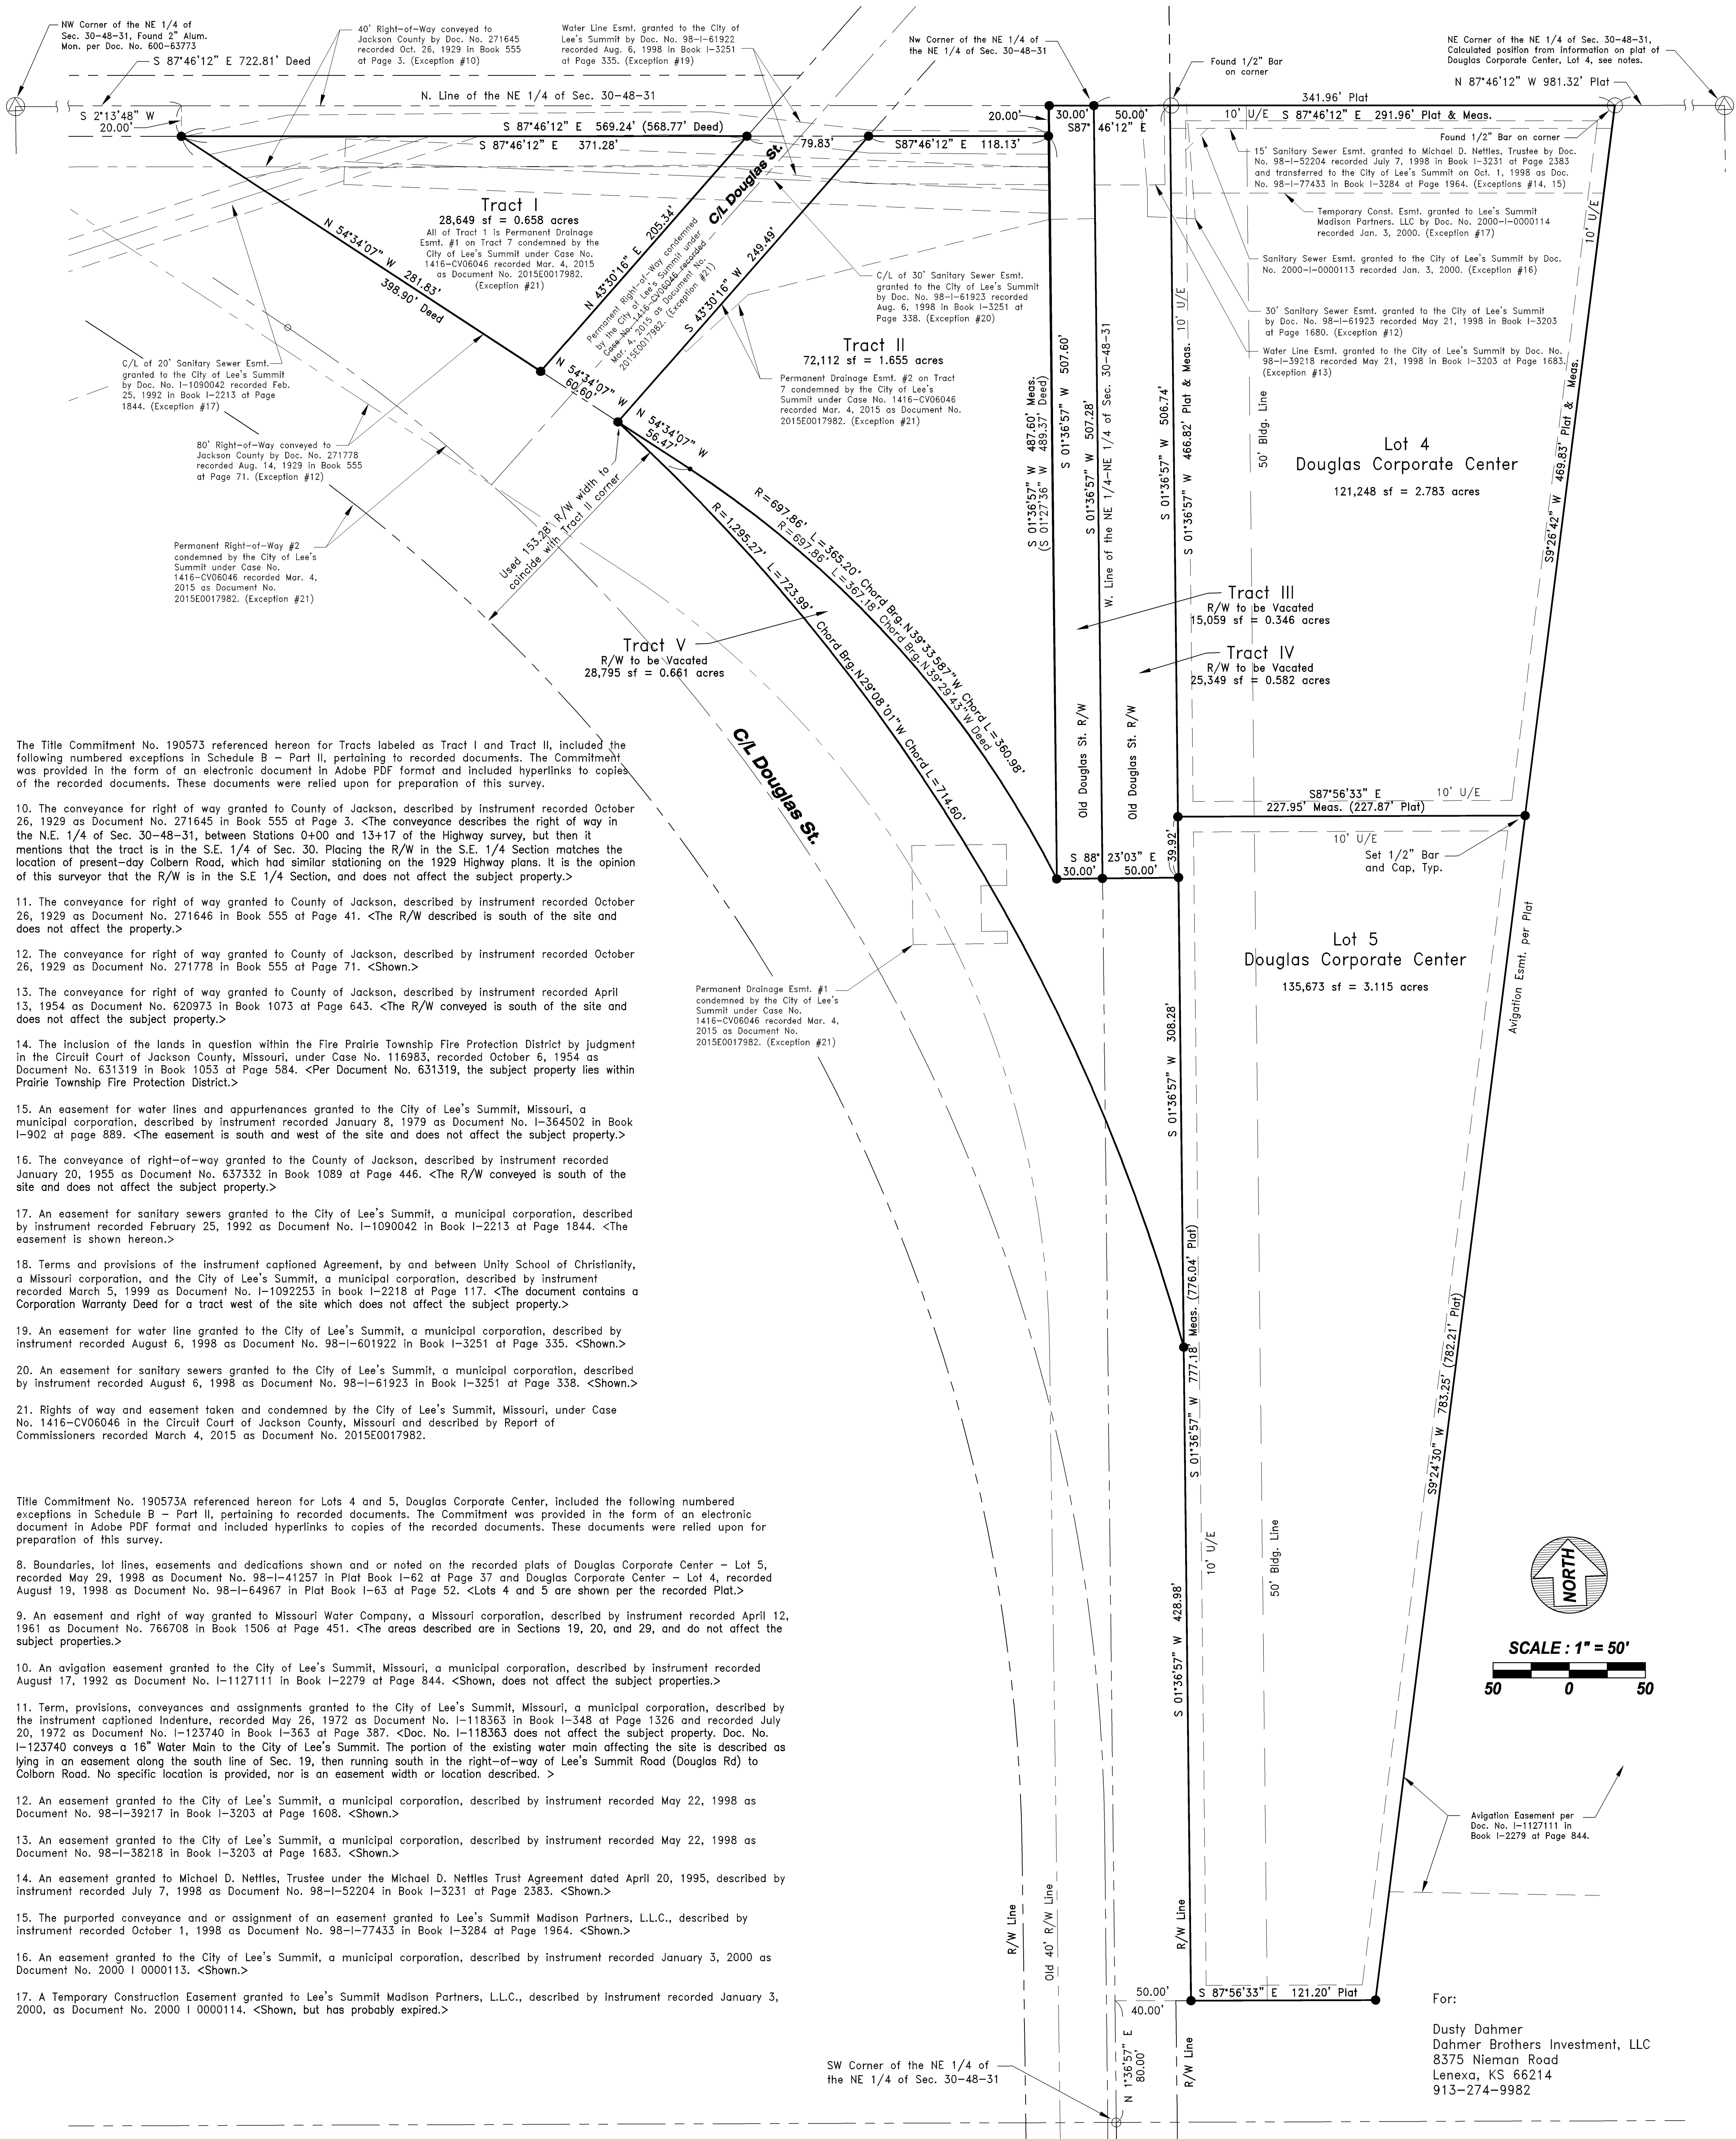 NW Corner of the NE 1/4 of
Sec. 30-48-31, Found 2" Alum.
Mon. per Doc. No. 600-63773
S 87°46'12" E 722.81' Deed
S 2°13'48" W
20.00'
40' Right-of-Way conveyed to
Jackson County by Doc. No. 271645
recorded Oct. 26, 1929 in Book 555
at Page 3. (Exception #10)
Water Line Esmt. granted to the City of
Lee's Summit by Doc. No. 98-I-61922
recorded Aug. 6, 1998 in Book I-3251
at Page 335. (Exception #19)
Nw Corner of the NE 1/4 of
the NE 1/4 of Sec. 30-48-31
Found 1/2" Bar
on corner
NE Corner of the NE 1/4 of Sec. 30-48-31,
Calculated position from information on plat of
Douglas Corporate Center, Lot 4, see notes.
N 87°46'12" W 981.32' Plat
N. Line of the NE 1/4 of Sec. 30-48-31
S 87°46'12" E 569.24' (568.77' Deed)
S 87°46'12" E 371.28'
79.83'
S87°46'12" E 118.13'
20.00'
30.00'
50.00'
S87° 46'12" E
341.96' Plat
10' U/E S 87°46'12" E 291.96' Plat & Meas.
Found 1/2" Bar on corner
15' Sanitary Sewer Esmt. granted to Michael D. Nettles, Trustee by Doc.
No. 98-I-52204 recorded July 7, 1998 in Book I-3231 at Page 2383
and transferred to the City of Lee's Summit on Oct. 1, 1998 as Doc.
No. 98-I-77433 in Book I-3284 at Page 1964. (Exceptions #14, 15)
Temporary Const. Esmt. granted to Lee's Summit
Madison Partners, LLC by Doc. No. 2000-I-0000114
recorded Jan. 3, 2000. (Exception #17)
Sanitary Sewer Esmt. granted to the City of Lee's Summit by Doc.
No. 2000-I-0000113 recorded Jan. 3, 2000. (Exception #16)
30' Sanitary Sewer Esmt. granted to the City of Lee's Summit
by Doc. No. 98-I-61923 recorded May 21, 1998 in Book I-3203
at Page 1680. (Exception #12)
Water Line Esmt. granted to the City of Lee's Summit by Doc. No.
98-I-39218 recorded May 21, 1998 in Book I-3203 at Page 1683.
(Exception #13)
Tract I
28,649 sf = 0.658 acres
All of Tract 1 is Permanent Drainage
Esmt. #1 on Tract 7 condemned by the
City of Lee's Summit under Case No.
1416-CV06046 recorded Mar. 4, 2015
as Document No. 2015E0017982.
(Exception #21)
N 54°34'07" W 281.83'
398.90' Deed
N 43°30'16" E 205.34'
C/L Douglas St.
Permanent Right-of-Way condemned
by the City of Lee's Summit under
Case No. 1416-CV06046 recorded
Mar. 4, 2015 as Document No.
2015E0017982. (Exception #21)
S 43°30'16" W 249.49'
C/L of 30' Sanitary Sewer Esmt.
granted to the City of Lee's Summit
by Doc. No. 98-I-61923 recorded
Aug. 6, 1998 in Book I-3251 at
Page 338. (Exception #20)
Tract II
72,112 sf = 1.655 acres
Permanent Drainage Esmt. #2 on Tract
7 condemned by the City of Lee's
Summit under Case No. 1416-CV06046
recorded Mar. 4, 2015 as Document No.
2015E0017982. (Exception #21)
C/L of 20' Sanitary Sewer Esmt.
granted to the City of Lee's Summit
by Doc. No. I-1090042 recorded Feb.
25, 1992 in Book I-2213 at Page
1844. (Exception #17)
N 54°34'07" W
60.60'
N 54°34'07" W
56.47'
80' Right-of-Way conveyed to
Jackson County by Doc. No. 271778
recorded Aug. 14, 1929 in Book 555
at Page 71. (Exception #12)
Permanent Right-of-Way #2
condemned by the City of Lee's
Summit under Case No.
1416-CV06046 recorded Mar. 4,
2015 as Document No.
2015E0017982. (Exception #21)
Used 153.28' R/W width to
coincide with Tract II corner
R=697.86' L=365.20' Chord Brg. N39°33'587"W Chord L=360.98'
R=697.86' L=367.18' Chord Brg. N39°29'43"W Deed
R=1,295.27' L=723.99' Chord Brg. N29°08'01"W Chord L=714.60'
S 01°36'57" W 487.60' Meas.
(S 01°27'36" W 489.37' Deed)
S 01°36'57" W 507.60'
S 01°36'57" W 507.28'
W. Line of the NE 1/4-NE 1/4 of Sec. 30-48-31
S 01°36'57" W 506.74'
S 01°36'57" W 466.82' Plat & Meas. 10' U/E
50' Bldg. Line
10' U/E
S9°26'42" W 469.83' Plat & Meas.
Lot 4
Douglas Corporate Center
121,248 sf = 2.783 acres
Tract III
R/W to be Vacated
15,059 sf = 0.346 acres
Tract IV
R/W to be Vacated
25,349 sf = 0.582 acres
Tract V
R/W to be Vacated
28,795 sf = 0.661 acres
Old Douglas St. R/W
Old Douglas St. R/W
C/L Douglas St.
S87°56'33" E 10' U/E
227.95' Meas. (227.87' Plat)
10' U/E
Set 1/2" Bar
and Cap, Typ.
39.92'
S 88° 23'03" E
30.00'
50.00'
Lot 5
Douglas Corporate Center
135,673 sf = 3.115 acres
Avigation Esmt. per Plat
Permanent Drainage Esmt. #1
condemned by the City of Lee's
Summit under Case No.
1416-CV06046 recorded Mar. 4,
2015 as Document No.
2015E0017982. (Exception #21)
S 01°36'57" W 308.28'
S 01°36'57" W 777.18' Meas. (776.04' Plat)
S9°24'30" W 783.25' (782.21' Plat)
10' U/E
50' Bldg. Line
S 01°36'57" W 428.98'
The Title Commitment No. 190573 referenced hereon for Tracts labeled as Tract I and Tract II, included the
following numbered exceptions in Schedule B - Part II, pertaining to recorded documents. The Commitment
was provided in the form of an electronic document in Adobe PDF format and included hyperlinks to copies
of the recorded documents. These documents were relied upon for preparation of this survey.
10. The conveyance for right of way granted to County of Jackson, described by instrument recorded October
26, 1929 as Document No. 271645 in Book 555 at Page 3. <The conveyance describes the right of way in
the N.E. 1/4 of Sec. 30-48-31, between Stations 0+00 and 13+17 of the Highway survey, but then it
mentions that the tract is in the S.E. 1/4 of Sec. 30. Placing the R/W in the S.E. 1/4 Section matches the
location of present-day Colbern Road, which had similar stationing on the 1929 Highway plans. It is the opinion
of this surveyor that the R/W is in the S.E 1/4 Section, and does not affect the subject property.>
11. The conveyance for right of way granted to County of Jackson, described by instrument recorded October
26, 1929 as Document No. 271646 in Book 555 at Page 41. <The R/W described is south of the site and
does not affect the property.>
12. The conveyance for right of way granted to County of Jackson, described by instrument recorded October
26, 1929 as Document No. 271778 in Book 555 at Page 71. <Shown.>
13. The conveyance for right of way granted to County of Jackson, described by instrument recorded April
13, 1954 as Document No. 620973 in Book 1073 at Page 643. <The R/W conveyed is south of the site and
does not affect the subject property.>
14. The inclusion of the lands in question within the Fire Prairie Township Fire Protection District by judgment
in the Circuit Court of Jackson County, Missouri, under Case No. 116983, recorded October 6, 1954 as
Document No. 631319 in Book 1053 at Page 584. <Per Document No. 631319, the subject property lies within
Prairie Township Fire Protection District.>
15. An easement for water lines and appurtenances granted to the City of Lee's Summit, Missouri, a
municipal corporation, described by instrument recorded January 8, 1979 as Document No. I-364502 in Book
I-902 at page 889. <The easement is south and west of the site and does not affect the subject property.>
16. The conveyance of right-of-way granted to the County of Jackson, described by instrument recorded
January 20, 1955 as Document No. 637332 in Book 1089 at Page 446. <The R/W conveyed is south of the
site and does not affect the subject property.>
17. An easement for sanitary sewers granted to the City of Lee's Summit, a municipal corporation, described
by instrument recorded February 25, 1992 as Document No. I-1090042 in Book I-2213 at Page 1844. <The
easement is shown hereon.>
18. Terms and provisions of the instrument captioned Agreement, by and between Unity School of Christianity,
a Missouri corporation, and the City of Lee's Summit, a municipal corporation, described by instrument
recorded March 5, 1999 as Document No. I-1092253 in book I-2218 at Page 117. <The document contains a
Corporation Warranty Deed for a tract west of the site which does not affect the subject property.>
19. An easement for water line granted to the City of Lee's Summit, a municipal corporation, described by
instrument recorded August 6, 1998 as Document No. 98-I-601922 in Book I-3251 at Page 335. <Shown.>
20. An easement for sanitary sewers granted to the City of Lee's Summit, a municipal corporation, described
by instrument recorded August 6, 1998 as Document No. 98-I-61923 in Book I-3251 at Page 338. <Shown.>
21. Rights of way and easement taken and condemned by the City of Lee's Summit, Missouri, under Case
No. 1416-CV06046 in the Circuit Court of Jackson County, Missouri and described by Report of
Commissioners recorded March 4, 2015 as Document No. 2015E0017982.
Title Commitment No. 190573A referenced hereon for Lots 4 and 5, Douglas Corporate Center, included the following numbered
exceptions in Schedule B - Part II, pertaining to recorded documents. The Commitment was provided in the form of an electronic
document in Adobe PDF format and included hyperlinks to copies of the recorded documents. These documents were relied upon for
preparation of this survey.
8. Boundaries, lot lines, easements and dedications shown and or noted on the recorded plats of Douglas Corporate Center - Lot 5,
recorded May 29, 1998 as Document No. 98-I-41257 in Plat Book I-62 at Page 37 and Douglas Corporate Center - Lot 4, recorded
August 19, 1998 as Document No. 98-I-64967 in Plat Book I-63 at Page 52. <Lots 4 and 5 are shown per the recorded Plat.>
9. An easement and right of way granted to Missouri Water Company, a Missouri corporation, described by instrument recorded April 12,
1961 as Document No. 766708 in Book 1506 at Page 451. <The areas described are in Sections 19, 20, and 29, and do not affect the
subject properties.>
10. An avigation easement granted to the City of Lee's Summit, Missouri, a municipal corporation, described by instrument recorded
August 17, 1992 as Document No. I-1127111 in Book I-2279 at Page 844. <Shown, does not affect the subject properties.>
11. Term, provisions, conveyances and assignments granted to the City of Lee's Summit, Missouri, a municipal corporation, described by
the instrument captioned Indenture, recorded May 26, 1972 as Document No. I-118363 in Book I-348 at Page 1326 and recorded July
20, 1972 as Document No. I-123740 in Book I-363 at Page 387. <Doc. No. I-118363 does not affect the subject property. Doc. No.
I-123740 conveys a 16" Water Main to the City of Lee's Summit. The portion of the existing water main affecting the site is described as
lying in an easement along the south line of Sec. 19, then running south in the right-of-way of Lee's Summit Road (Douglas Rd) to
Colborn Road. No specific location is provided, nor is an easement width or location described. >
12. An easement granted to the City of Lee's Summit, a municipal corporation, described by instrument recorded May 22, 1998 as
Document No. 98-I-39217 in Book I-3203 at Page 1608. <Shown.>
13. An easement granted to the City of Lee's Summit, a municipal corporation, described by instrument recorded May 22, 1998 as
Document No. 98-I-38218 in Book I-3203 at Page 1683. <Shown.>
14. An easement granted to Michael D. Nettles, Trustee under the Michael D. Nettles Trust Agreement dated April 20, 1995, described by
instrument recorded July 7, 1998 as Document No. 98-I-52204 in Book I-3231 at Page 2383. <Shown.>
15. The purported conveyance and or assignment of an easement granted to Lee's Summit Madison Partners, L.L.C., described by
instrument recorded October 1, 1998 as Document No. 98-I-77433 in Book I-3284 at Page 1964. <Shown.>
16. An easement granted to the City of Lee's Summit, a municipal corporation, described by instrument recorded January 3, 2000 as
Document No. 2000 I 0000113. <Shown.>
17. A Temporary Construction Easement granted to Lee's Summit Madison Partners, L.L.C., described by instrument recorded January 3,
2000, as Document No. 2000 I 0000114. <Shown, but has probably expired.>
NORTH
SCALE : 1" = 50'
50 0 50
Avigation Easement per
Doc. No. I-1127111 in
Book I-2279 at Page 844.
R/W Line
Old 40' R/W Line
R/W Line
50.00'
40.00'
S 87°56'33" E 121.20' Plat
N 1°36'57" E
80.00'
R/W Line
SW Corner of the NE 1/4 of
the NE 1/4 of Sec. 30-48-31
For:
Dusty Dahmer
Dahmer Brothers Investment, LLC
8375 Nieman Road
Lenexa, KS 66214
913-274-9982